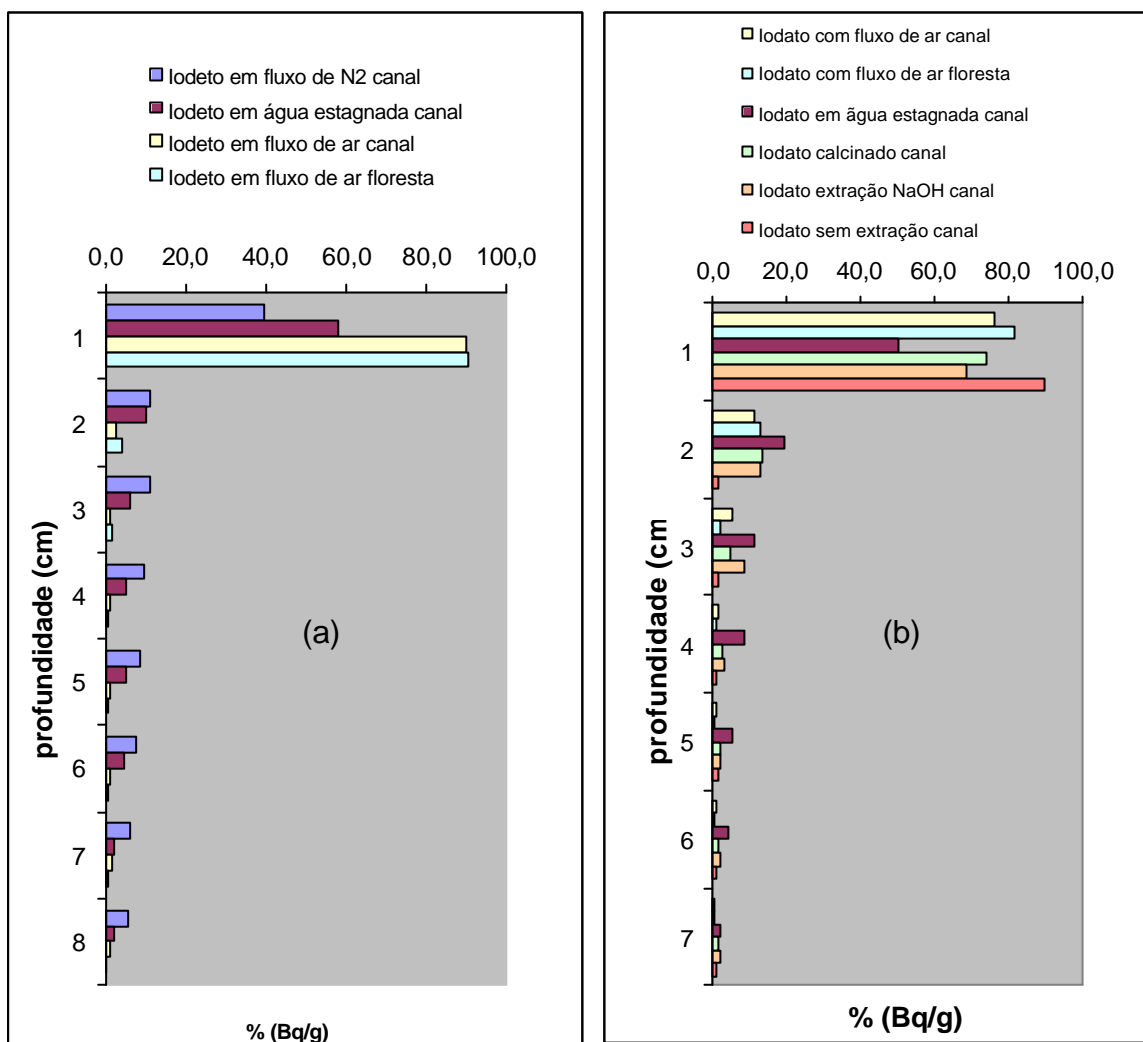 Iodeto em fluxo de N2 canal
Iodeto em água estagnada canal
Iodeto em fluxo de ar canal
Iodeto em fluxo de ar floresta
0,0 20,0 40,0 60,0 80,0 100,0
1
2
3
4
5
6
7
8
profundidade (cm)
(a)
% (Bq/g)
Iodato com fluxo de ar canal
Iodato com fluxo de ar floresta
Iodato em ãgua estagnada canal
Iodato calcinado canal
Iodato extração NaOH canal
Iodato sem extração canal
0,0 20,0 40,0 60,0 80,0 100,0
1
2
3
4
5
6
7
profundidade (cm
(b)
% (Bq/g)